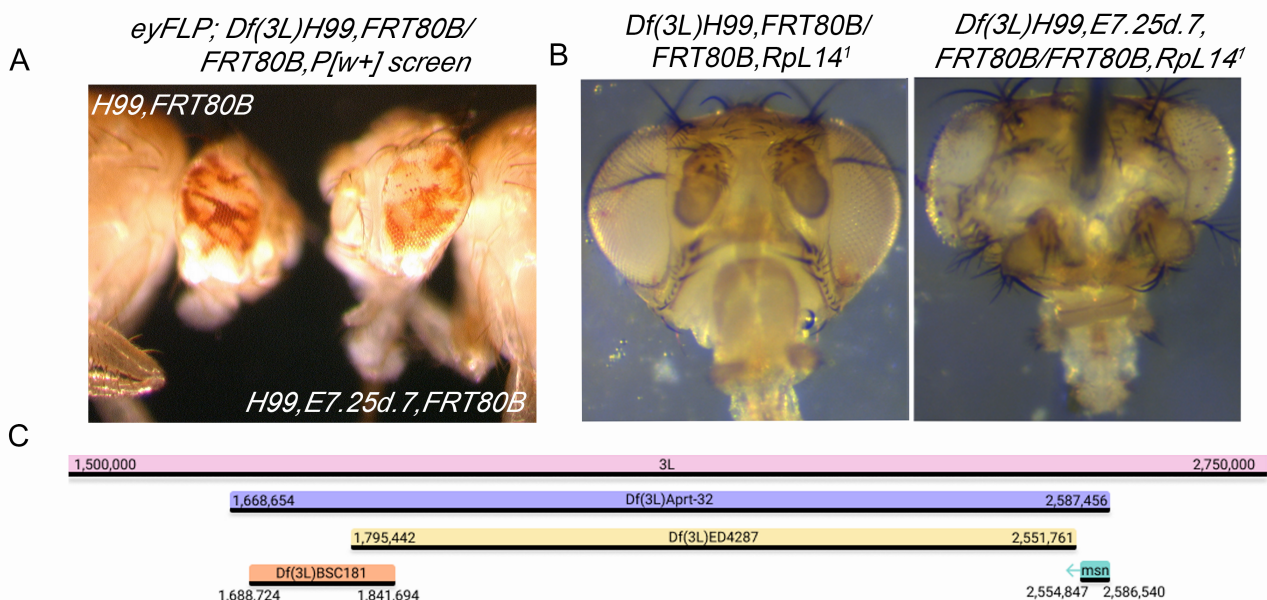 A
eyFLP; Df(3L)H99,FRT80B/
FRT80B,P[w+] screen
H99,FRT80B
H99,E7.25d.7,FRT80B
B
Df(3L)H99,FRT80B/
FRT80B,RpL14¹
Df(3L)H99,E7.25d.7,
FRT80B/FRT80B,RpL14¹
C
1,500,000 3L 2,750,000
1,668,654 Df(3L)Aprt-32 2,587,456
1,795,442 Df(3L)ED4287 2,551,761
Df(3L)BSC181
1,688,724 1,841,694
msn
2,554,847 2,586,540